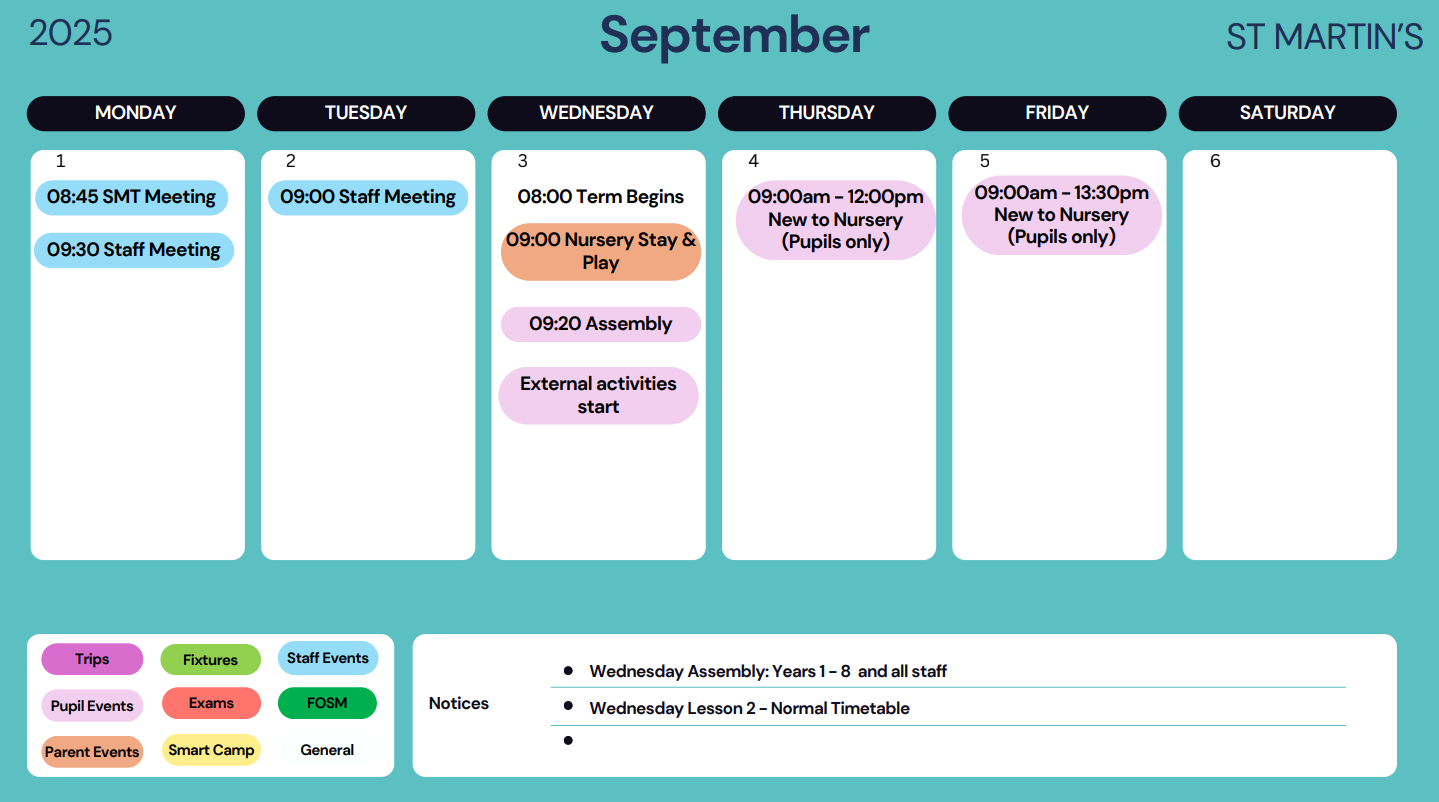 2025
September
ST MARTIN'S
MONDAY
TUESDAY
WEDNESDAY
THURSDAY
FRIDAY
SATURDAY
1
08:45 SMT Meeting
09:30 Staff Meeting
2
09:00 Staff Meeting
3
08:00 Term Begins
09:00 Nursery Stay &
Play
09:20 Assembly
External activities
start
4
09:00am – 12:00pm
New to Nursery
(Pupils only)
5
09:00am – 13:30pm
New to Nursery
(Pupils only)
6
Trips
Fixtures
Staff Events
Pupil Events
Exams
FOSM
Parent Events
Smart Camp
General
Notices
• Wednesday Assembly: Years 1 – 8 and all staff
• Wednesday Lesson 2 – Normal Timetable
•